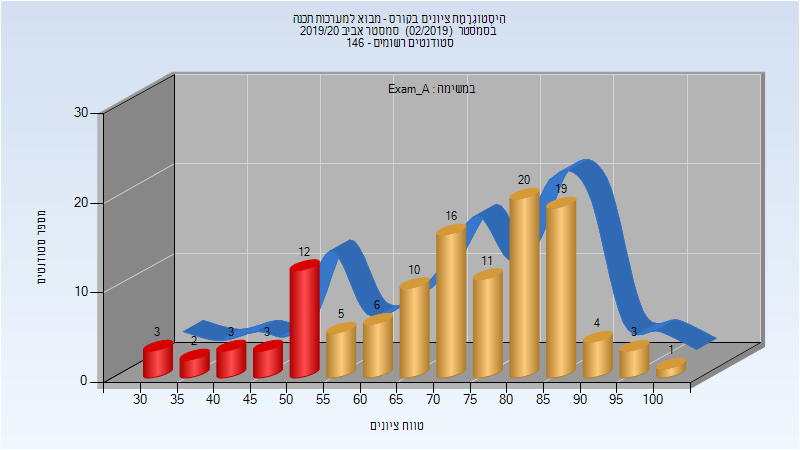 היסטוגרמת ציונים בקורס - מבוא למערכות תכנה
בסמסטר (02/2019) סמסטר אביב 2019/20
סטודנטים רשומים - 146
במשימה : Exam_A
מספר סטודנטים
30
20
10
0
3
2
3
3
12
5
6
10
16
11
20
19
4
3
1
30 35 40 45 50 55 60 65 70 75 80 85 90 95 100
טווח ציונים